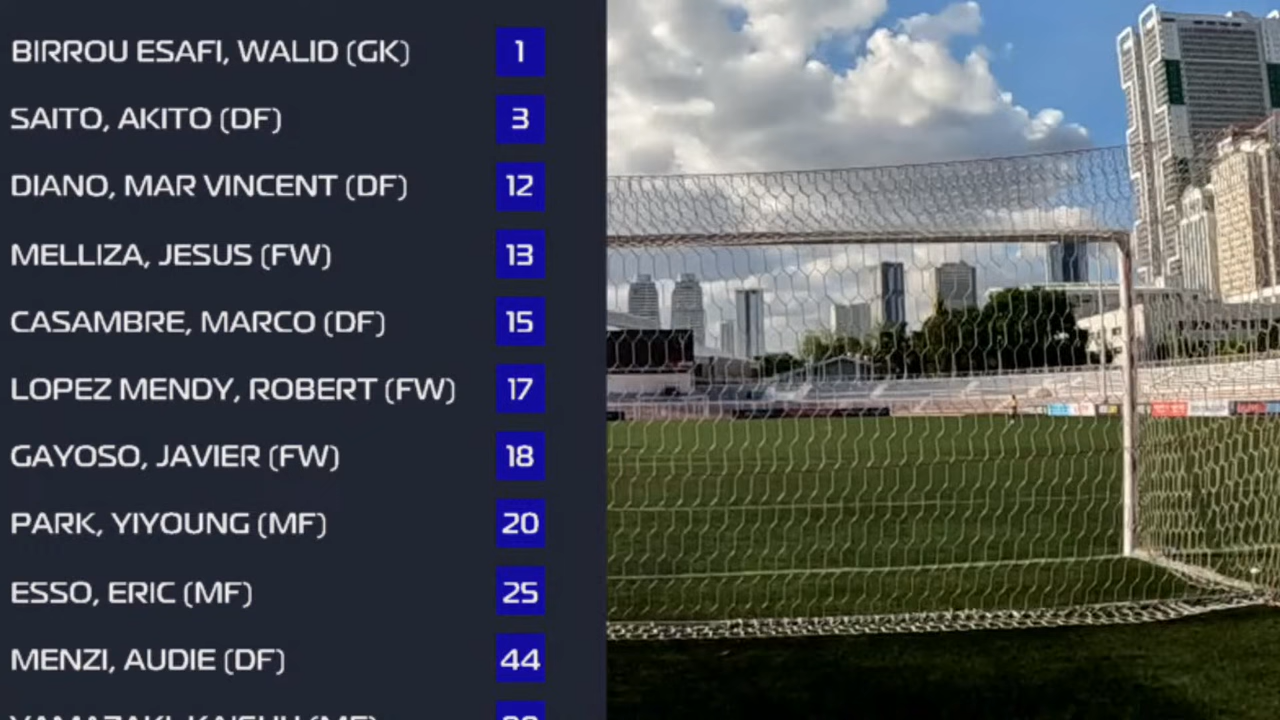 BIRROU ESAFI, WALID (GK) 1
SAITO, AKITO (DF) 3
DIANO, MAR VINCENT (DF) 12
MELLIZA, JESUS (FW) 13
CASAMBRE, MARCO (DF) 15
LOPEZ MENDY, ROBERT (FW) 17
GAYOSO, JAVIER (FW) 18
PARK, YIYOUNG (MF) 20
ESSO, ERIC (MF) 25
MENZI, AUDIE (DF) 44